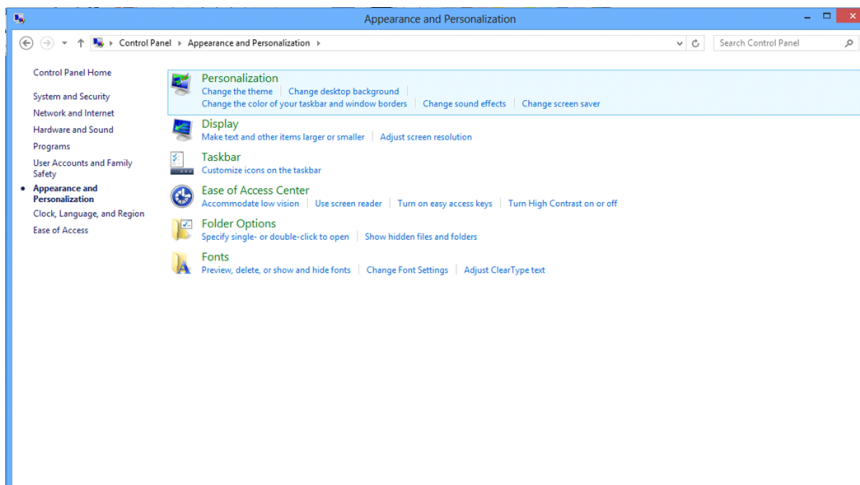 Appearance and Personalization
Control Panel Appearance and Personalization
Search Control Panel
Control Panel Home
System and Security
Network and Internet
Hardware and Sound
Programs
User Accounts and Family
Safety
Appearance and
Personalization
Clock, Language, and Region
Ease of Access
Personalization
Change the theme Change desktop background
Change the color of your taskbar and window borders Change sound effects Change screen saver
Display
Make text and other items larger or smaller Adjust screen resolution
Taskbar
Customize icons on the taskbar
Ease of Access Center
Accommodate low vision Use screen reader Turn on easy access keys Turn High Contrast on or off
Folder Options
Specify single- or double-click to open Show hidden files and folders
Fonts
Preview, delete, or show and hide fonts Change Font Settings Adjust ClearType text